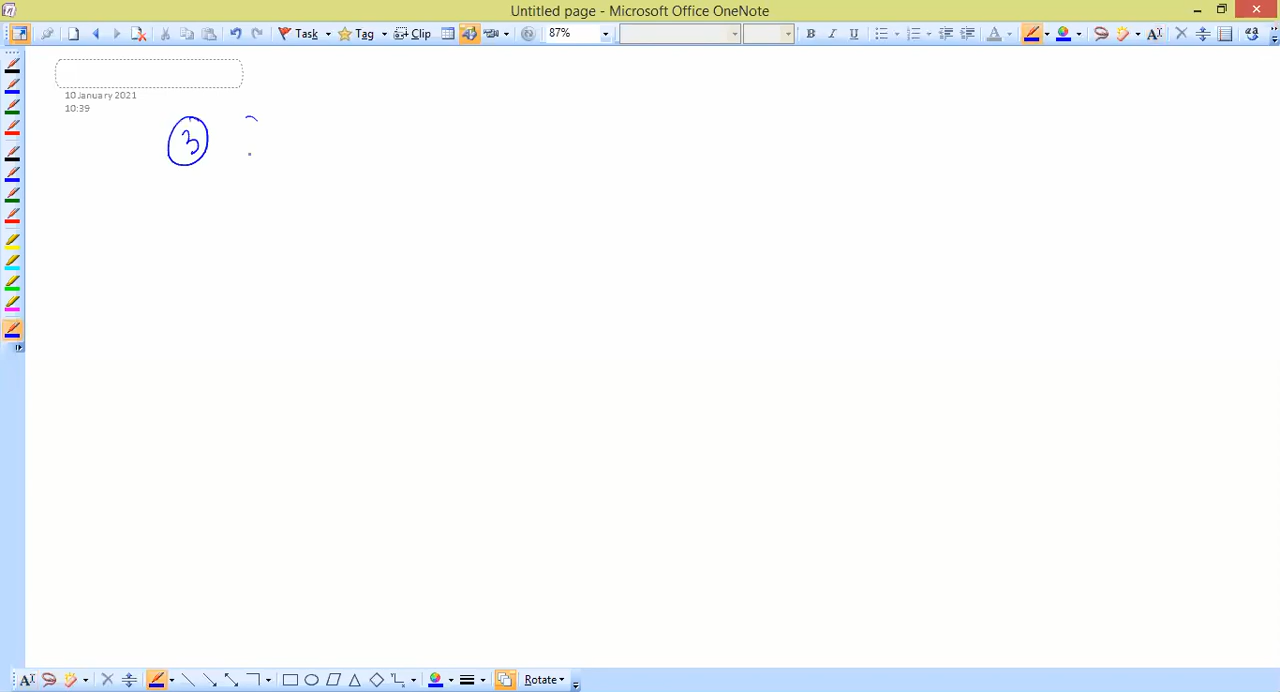 Untitled page - Microsoft Office OneNote
Task Tag Clip 87% B I U A A
10 January 2021
10:39
3
A Rotate